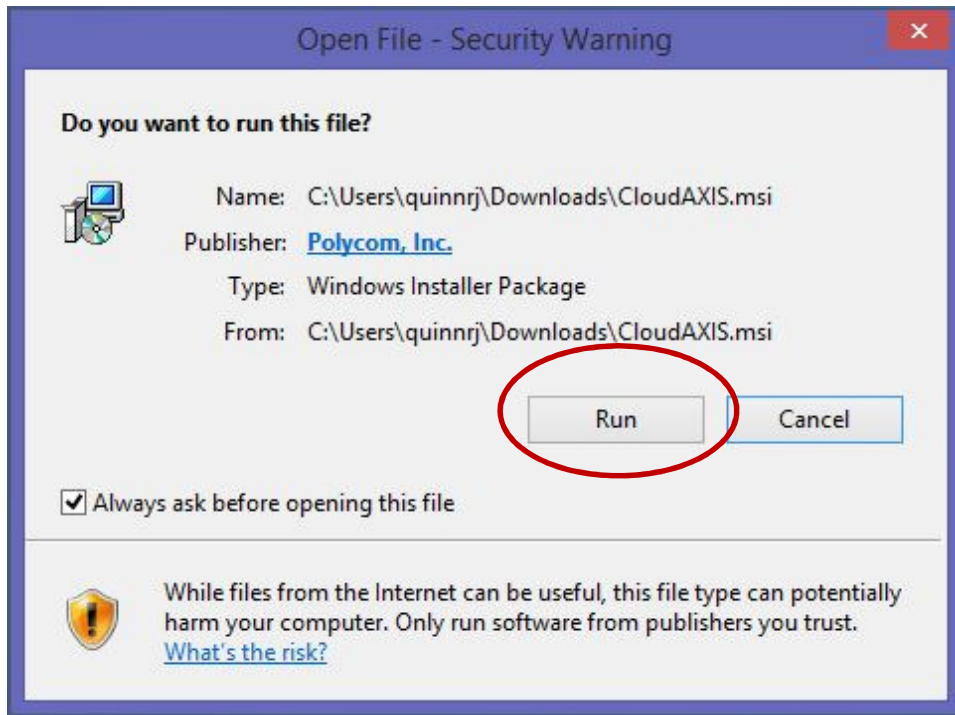 Open File - Security Warning
Do you want to run this file?
Name: C:\Users\quinnrj\Downloads\CloudAXIS.msi
Publisher: Polycom, Inc.
Type: Windows Installer Package
From: C:\Users\quinnrj\Downloads\CloudAXIS.msi
Run Cancel
Always ask before opening this file
While files from the Internet can be useful, this file type can potentially
harm your computer. Only run software from publishers you trust.
What's the risk?